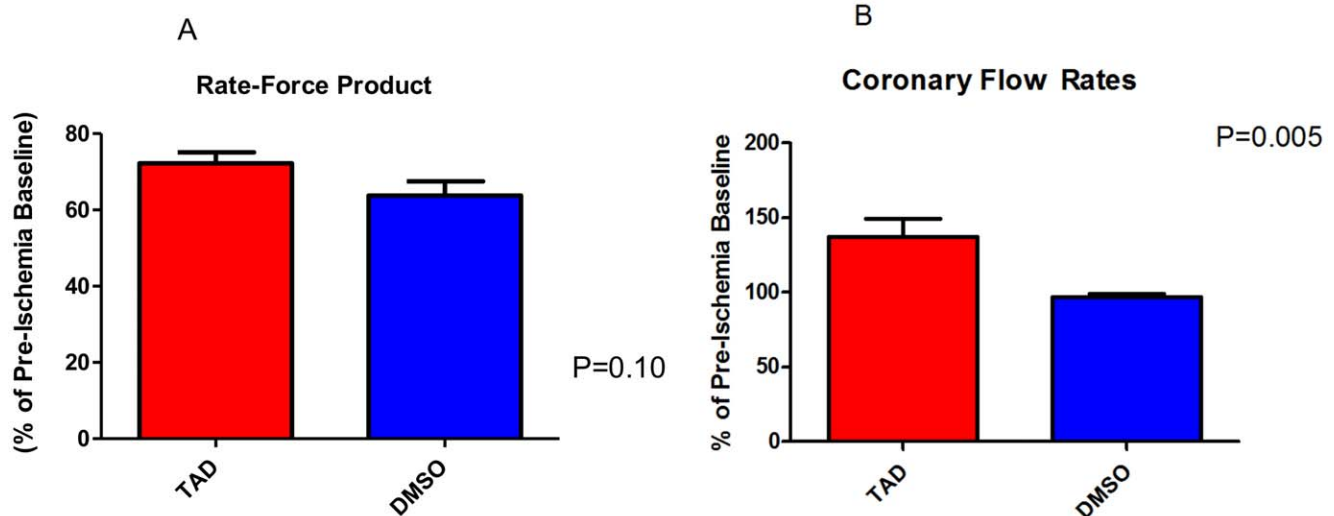 A
Rate-Force Product
(% of Pre-Ischemia Baseline)
80
60
40
20
0
TAD
DMSO
P=0.10
B
Coronary Flow Rates
% of Pre-Ischemia Baseline
200
150
100
50
0
TAD
DMSO
P=0.005